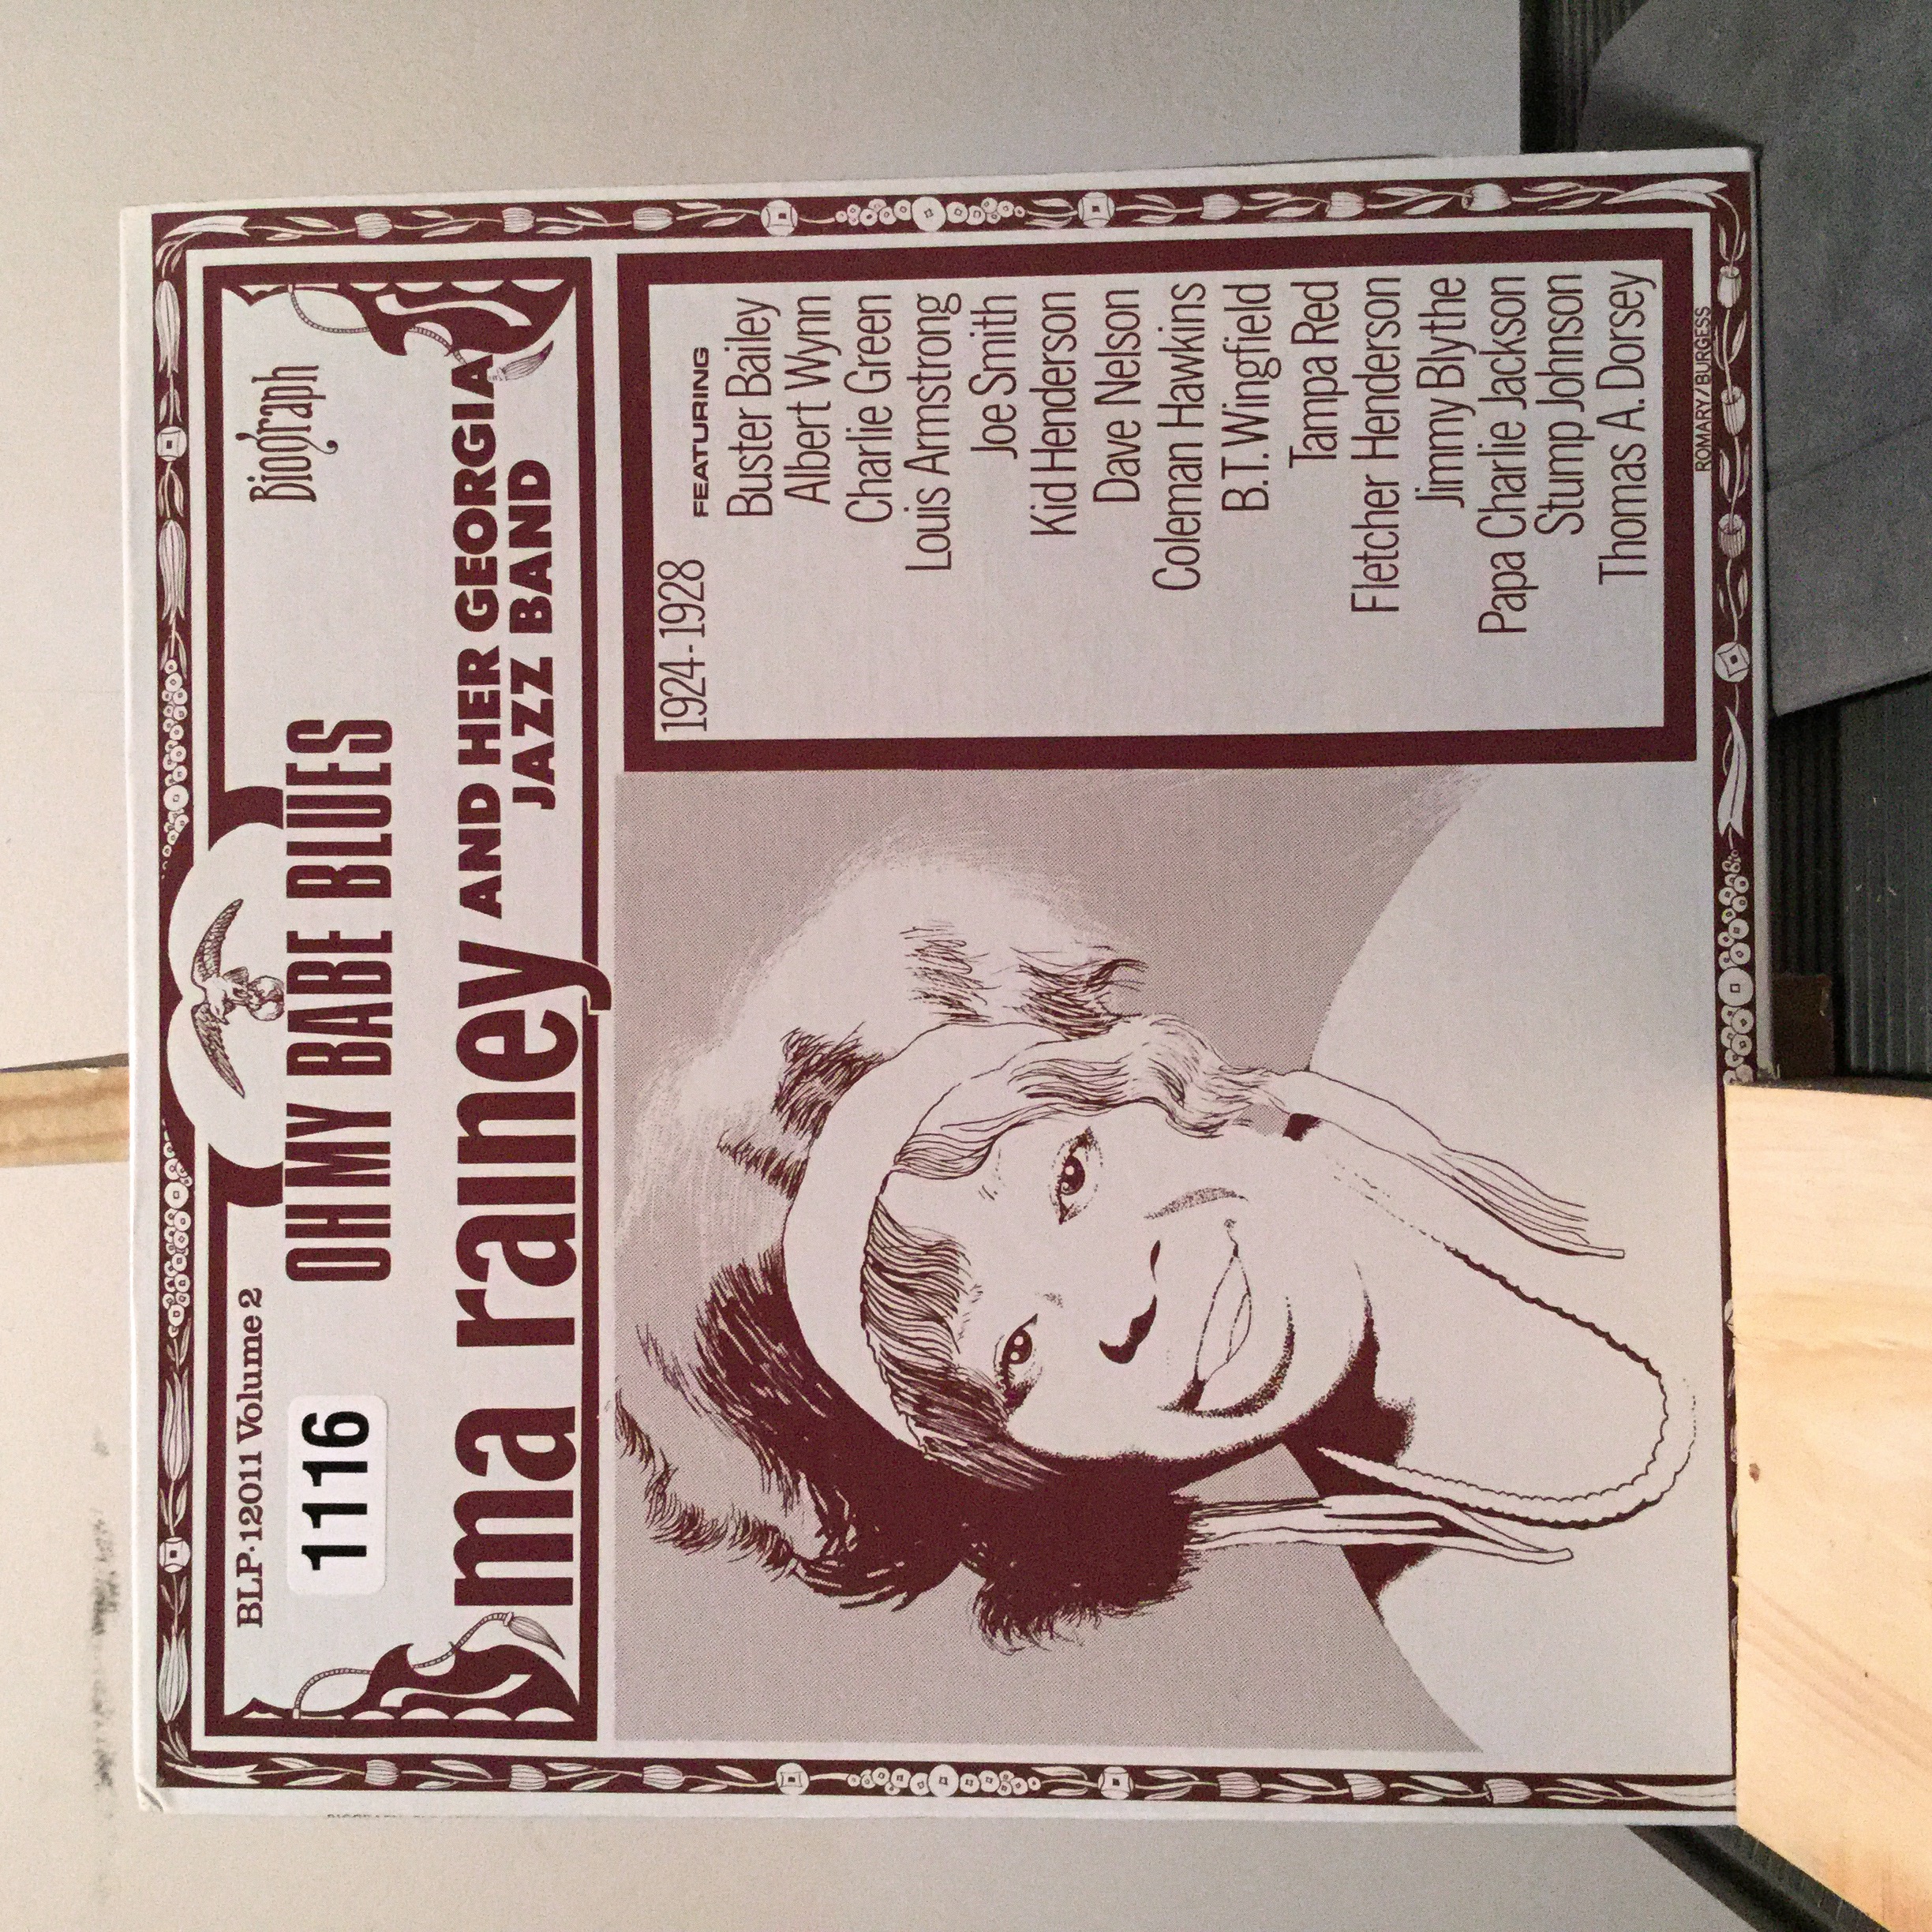 BLP·12011 Volume 2
Biograph
1116
OH MY BABE BLUES
ma rainey AND HER GEORGIA
JAZZ BAND
1924-1928
FEATURING
Buster Bailey
Albert Wynn
Charlie Green
Louis Armstrong
Joe Smith
Kid Henderson
Dave Nelson
Coleman Hawkins
B.T. Wingfield
Tampa Red
Fletcher Henderson
Jimmy Blythe
Papa Charlie Jackson
Stump Johnson
Thomas A. Dorsey
ROMARY/BURGESS